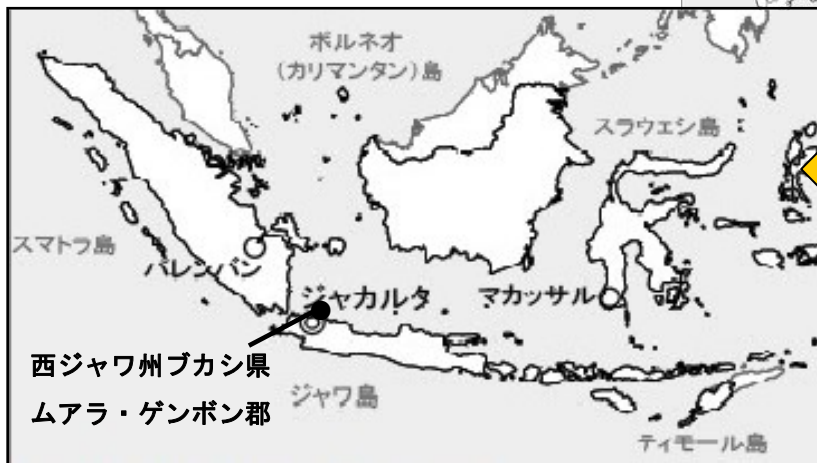 ボルネオ
(カリマンタン)島
スラウェシ島
スマトラ島
パレンバン
ジャカルタ
マカッサル
西ジャワ州ブカシ県
ムアラ・ゲンボン郡
ジャワ島
ティモール島